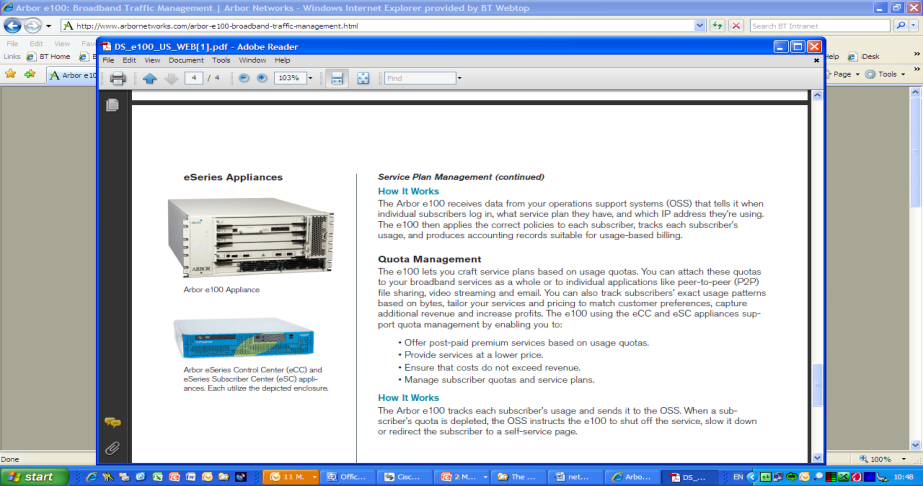 Arbor e100: Broadband Traffic Management | Arbor Networks - Windows Internet Explorer provided by BT Webtop
http://www.arbornetworks.com/arbor-e100-broadband-traffic-management.html
Search BT Intranet
File Edit View
Help iDesk
Links BT Home
Arbor e10
Page Tools
DS_e100_US_WEB[1].pdf - Adobe Reader
File Edit View Document Tools Window Help
4 / 4 103% Find
eSeries Appliances
ARBOR
Arbor e100 Appliance
Arbor eSeries Control Center (eCC) and
eSeries Subscriber Center (eSC) appli-
ances. Each utilize the depicted enclosure.
Service Plan Management (continued)
How It Works
The Arbor e100 receives data from your operations support systems (OSS) that tells it when
individual subscribers log in, what service plan they have, and which IP address they're using.
The e100 then applies the correct policies to each subscriber, tracks each subscriber's
usage, and produces accounting records suitable for usage-based billing.
Quota Management
The e100 lets you craft service plans based on usage quotas. You can attach these quotas
to your broadband services as a whole or to individual applications like peer-to-peer (P2P)
file sharing, video streaming and email. You can also track subscribers' exact usage patterns
based on bytes, tailor your services and pricing to match customer preferences, capture
additional revenue and increase profits. The e100 using the eCC and eSC appliances sup-
port quota management by enabling you to:
• Offer post-paid premium services based on usage quotas.
• Provide services at a lower price.
• Ensure that costs do not exceed revenue.
• Manage subscriber quotas and service plans.
How It Works
The Arbor e100 tracks each subscriber's usage and sends it to the OSS. When a sub-
scriber's quota is depleted, the OSS instructs the e100 to shut off the service, slow it down
or redirect the subscriber to a self-service page.
Done
100%
start
11 M. Offic... Cisc... 2 M... The ... net... Arbo... DS_... EN 10:48